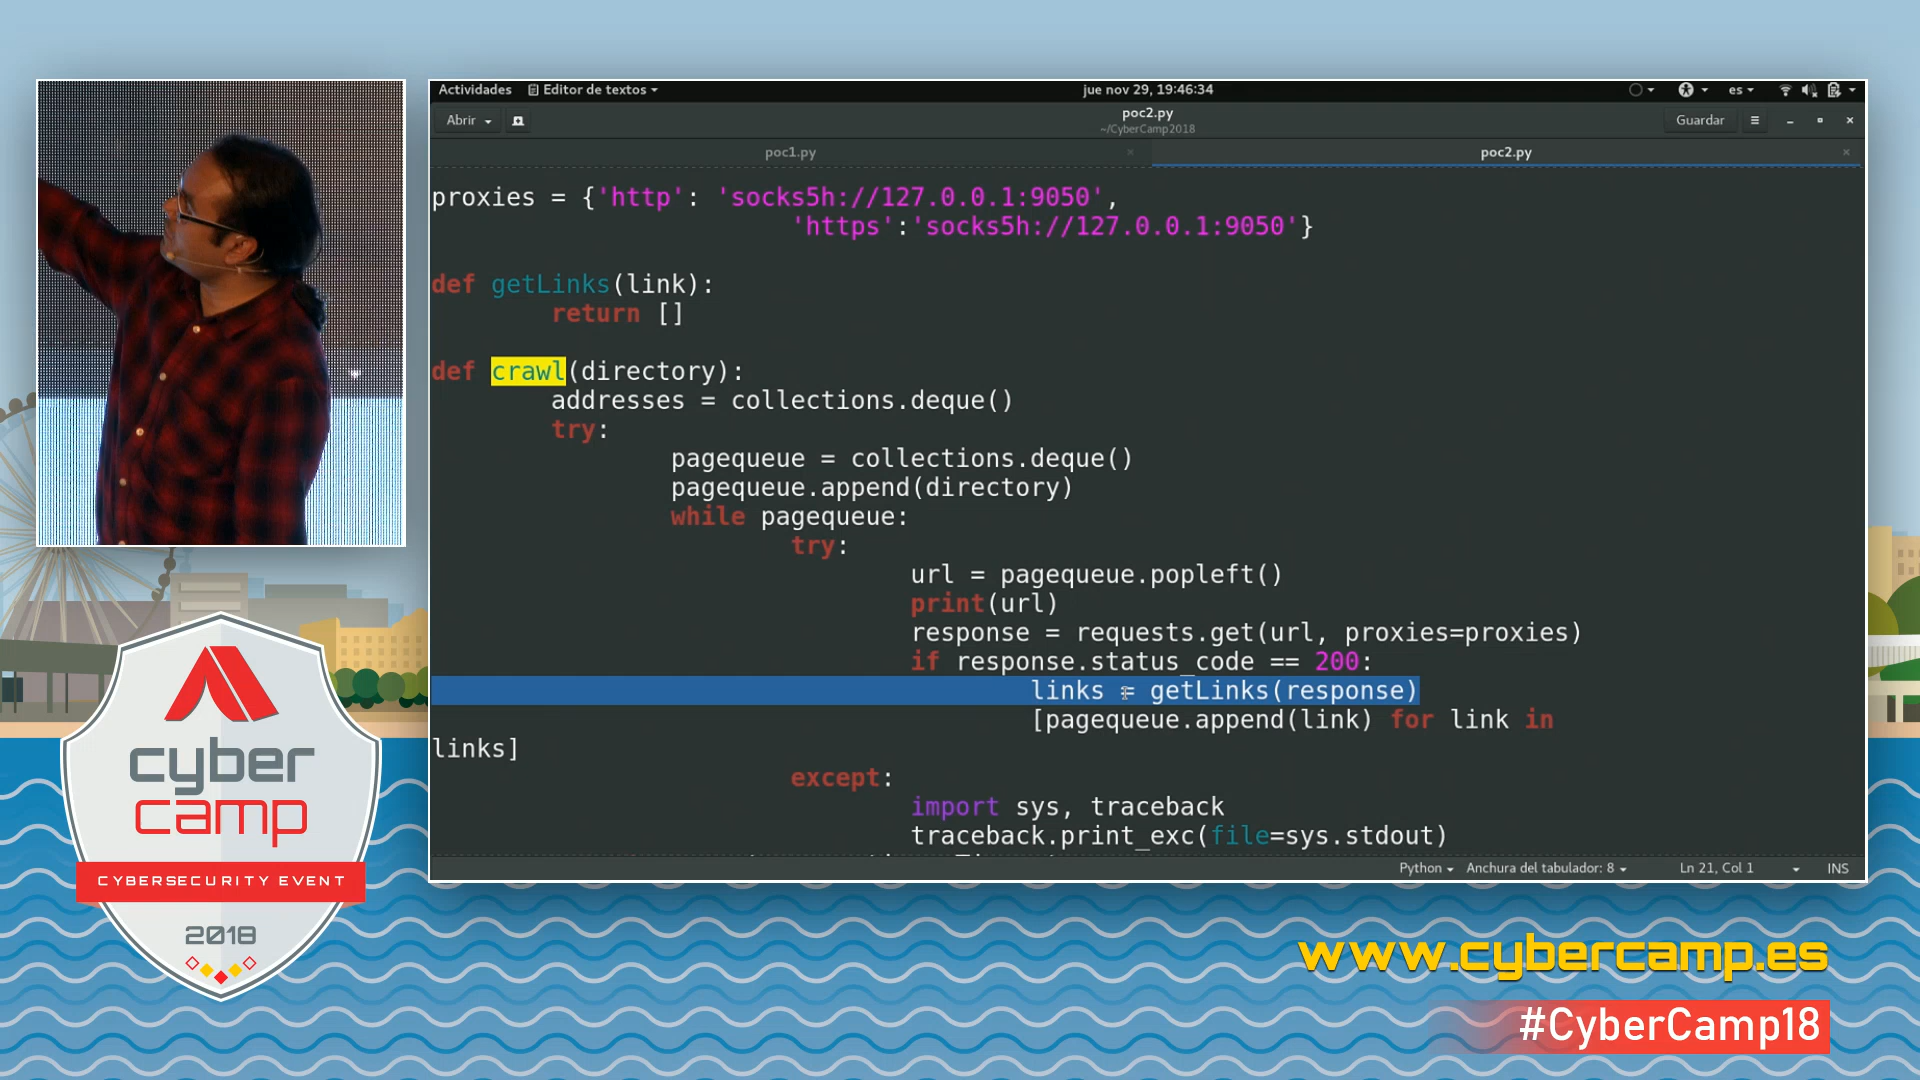 Actividades Editor de textos jue nov 29, 19:46:34 es
Abrir poc2.py Guardar
~/CyberCamp2018
poc1.py poc2.py
proxies = {'http': 'socks5h://127.0.0.1:9050',
'https':'socks5h://127.0.0.1:9050'}
def getLinks(link):
return []
def crawl(directory):
addresses = collections.deque()
try:
pagequeue = collections.deque()
pagequeue.append(directory)
while pagequeue:
try:
url = pagequeue.popleft()
print(url)
response = requests.get(url, proxies=proxies)
if response.status_code == 200:
links = getLinks(response)
[pagequeue.append(link) for link in
links]
except:
import sys, traceback
traceback.print_exc(file=sys.stdout)
Python Anchura del tabulador: 8 Ln 21, Col 1 INS
cyber
camp
CYBERSECURITY EVENT
2018
www.cybercamp.es
#CyberCamp18